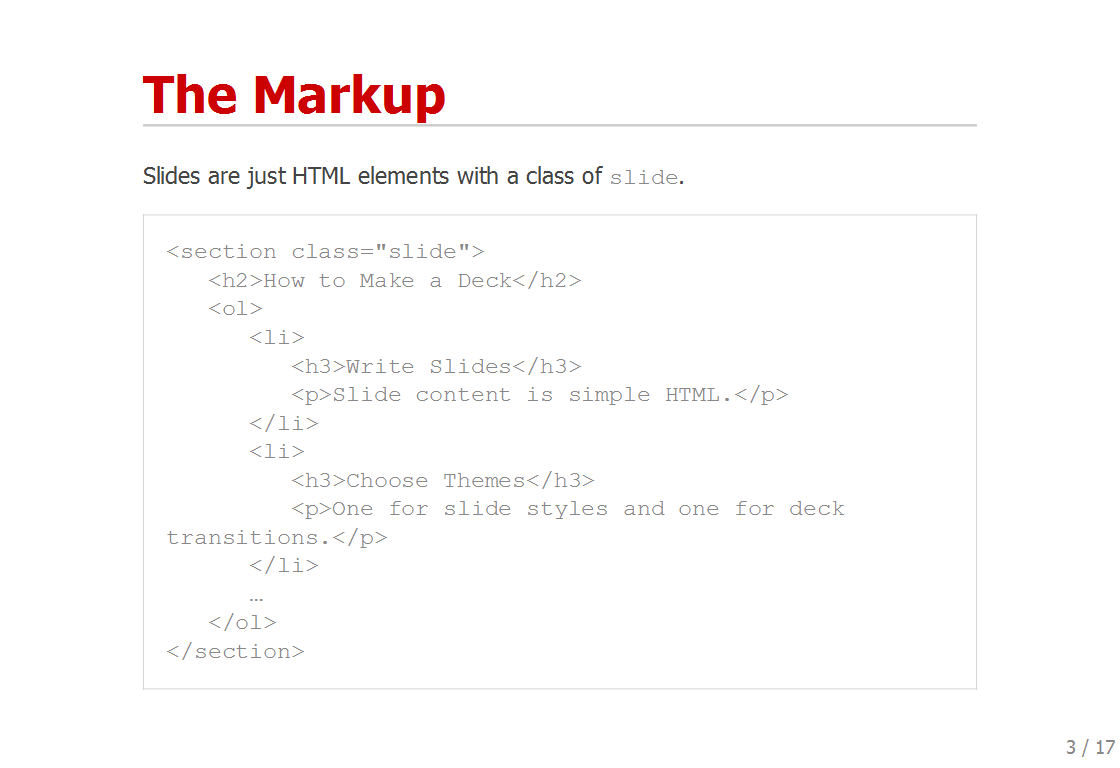 The Markup
Slides are just HTML elements with a class of slide.
<section class="slide">
   <h2>How to Make a Deck</h2>
   <ol>
      <li>
         <h3>Write Slides</h3>
         <p>Slide content is simple HTML.</p>
      </li>
      <li>
         <h3>Choose Themes</h3>
         <p>One for slide styles and one for deck
transitions.</p>
      </li>
      …
   </ol>
</section>
3 / 17